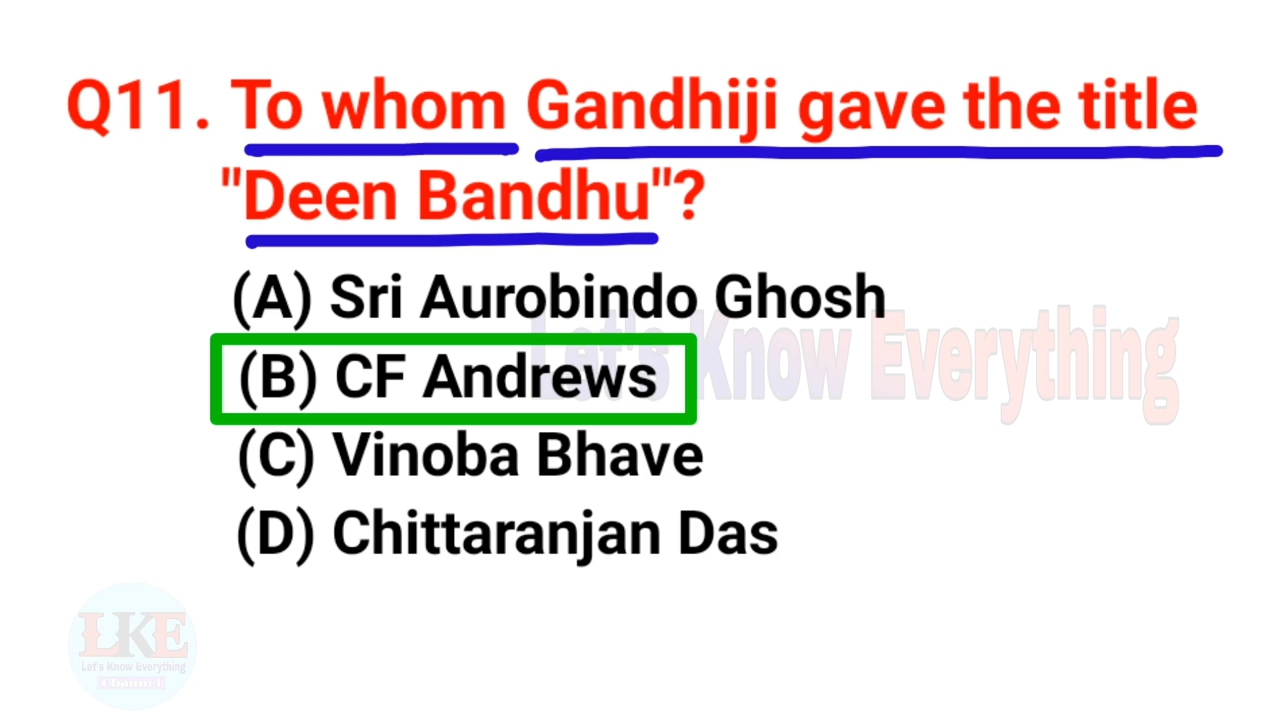 Q11. To whom Gandhiji gave the title
"Deen Bandhu"?
(A) Sri Aurobindo Ghosh
Let's Know Everything
(B) CF Andrews
(C) Vinoba Bhave
(D) Chittaranjan Das
LKE
Let's Know Everything
Channel